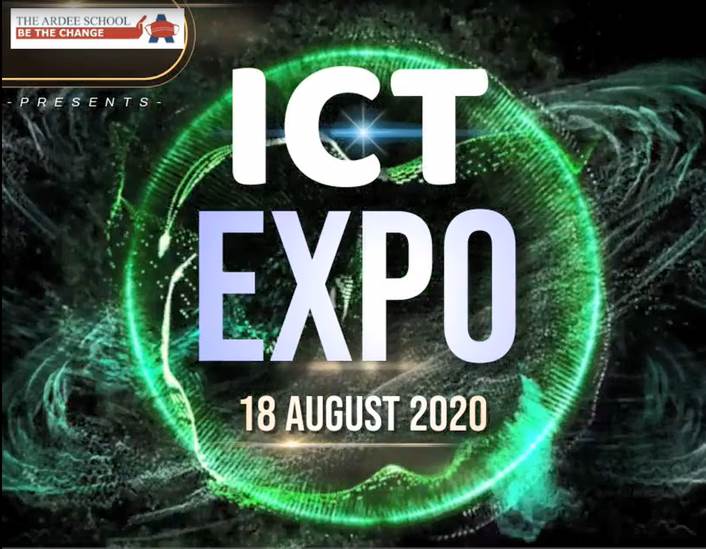 THE ARDEE SCHOOL
BE THE CHANGE
-PRESENTS-
ICT
EXPO
18 AUGUST 2020